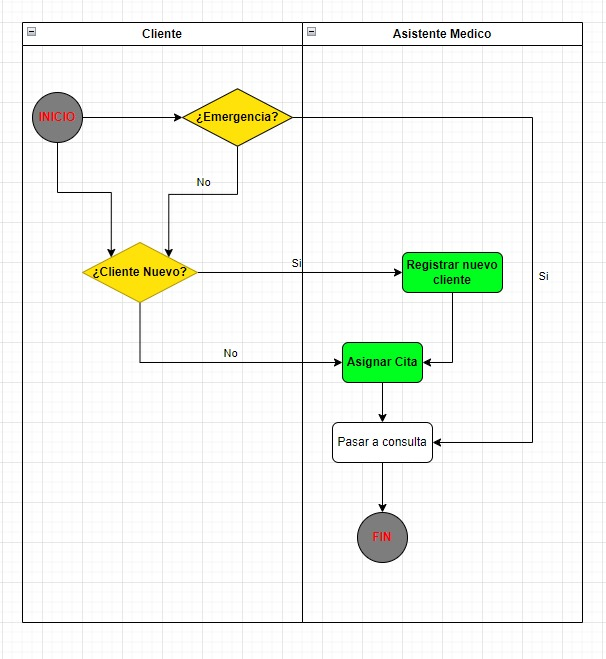 Cliente
Asistente Medico
INICIO
¿Emergencia?
No
¿Cliente Nuevo?
Si
Registrar nuevo
cliente
Si
No
Asignar Cita
Pasar a consulta
FIN